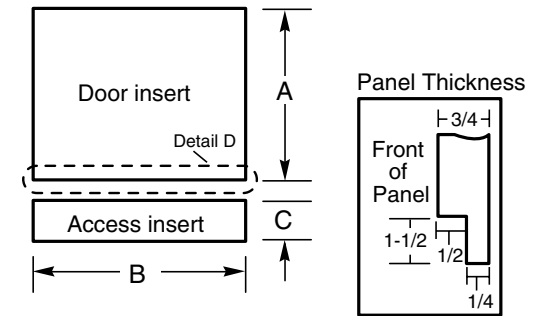 Door insert
A
Detail D
Access insert
C
B
Panel Thickness
3/4
Front
of
Panel
1-1/2
1/2
1/4